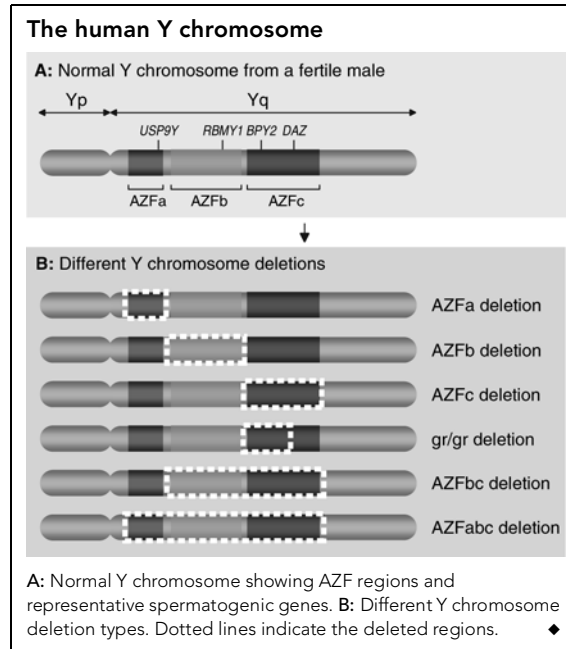 The human Y chromosome
A: Normal Y chromosome from a fertile male
Yp Yq
USP9Y RBMY1 BPY2 DAZ
AZFa AZFb AZFc
B: Different Y chromosome deletions
AZFa deletion
AZFb deletion
AZFc deletion
gr/gr deletion
AZFbc deletion
AZFabc deletion
A: Normal Y chromosome showing AZF regions and
representative spermatogenic genes. B: Different Y chromosome
deletion types. Dotted lines indicate the deleted regions. ◆